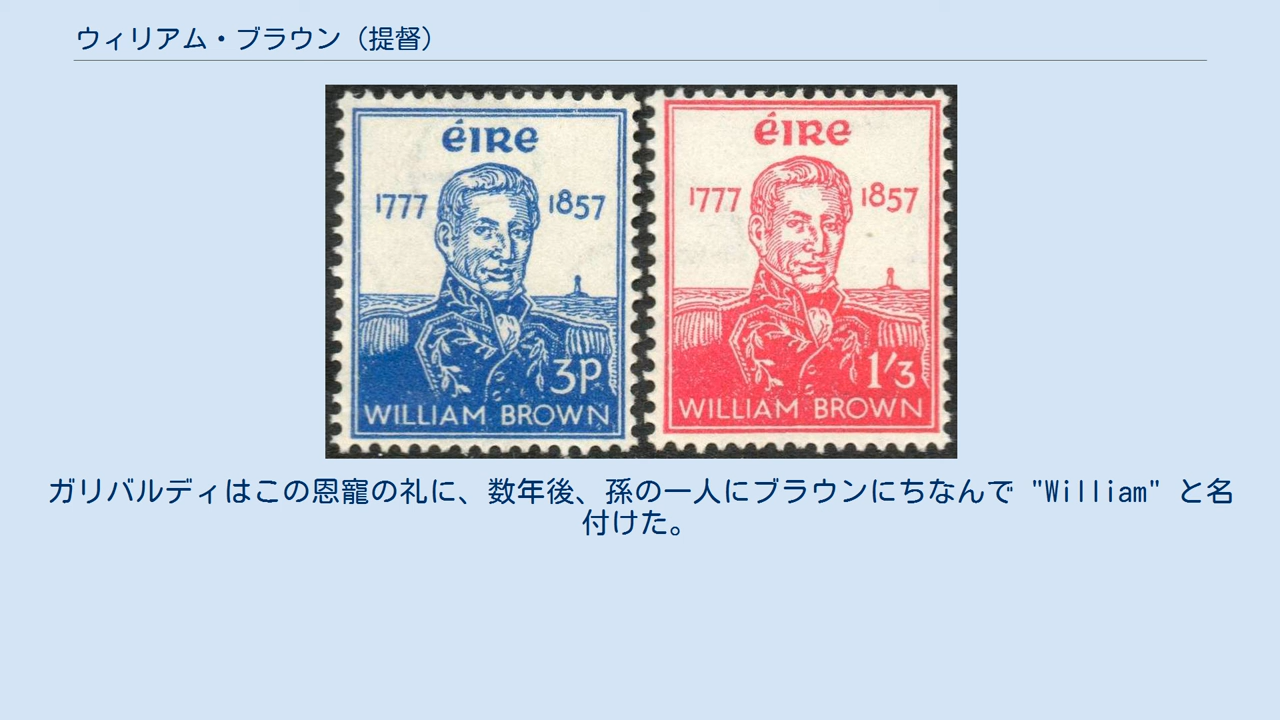 ウィリアム・ブラウン（提督）
éIRe
1777 1857
3P
WILLIAM BROWN
éIRe
1777 1857
1/3
WILLIAM BROWN
ガリバルディはこの恩寵の礼に、数年後、孫の一人にブラウンにちなんで "William" と名
付けた。